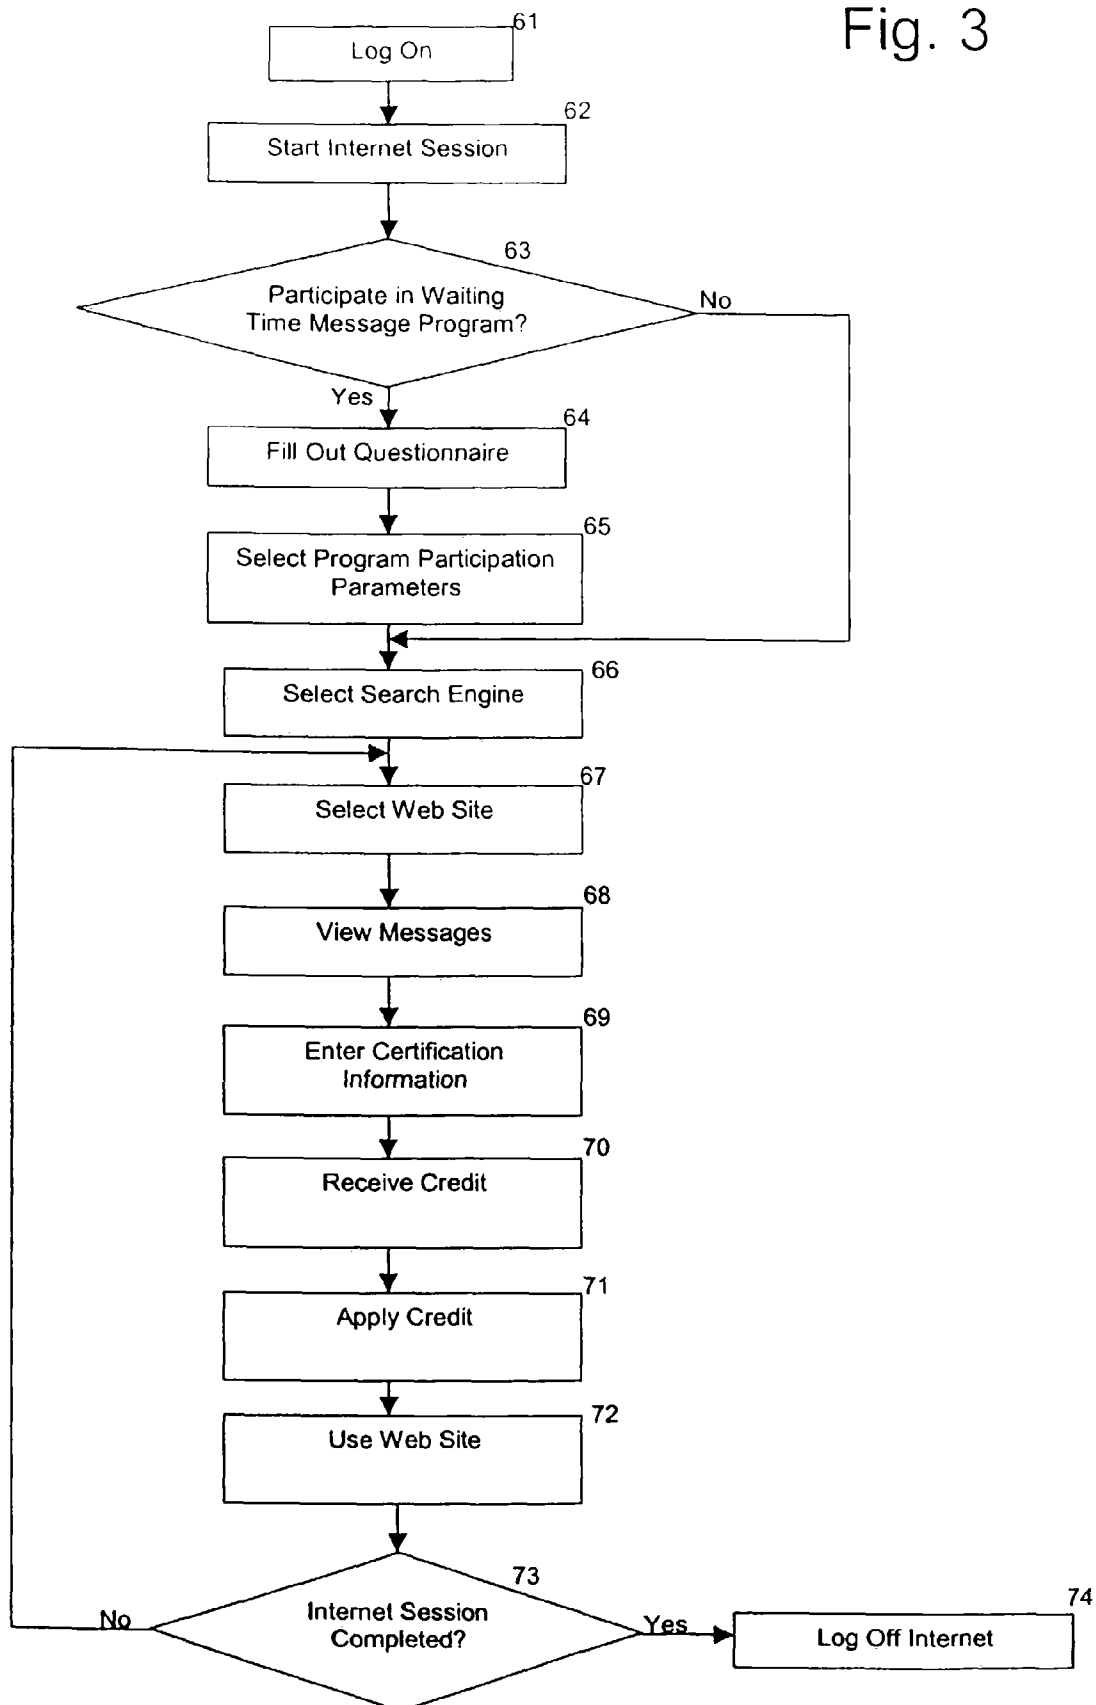 Fig. 3
61
Log On
62
Start Internet Session
63
Participate in Waiting
Time Message Program?
No
Yes
64
Fill Out Questionnaire
65
Select Program Participation
Parameters
66
Select Search Engine
67
Select Web Site
68
View Messages
69
Enter Certification
Information
70
Receive Credit
71
Apply Credit
72
Use Web Site
73
Internet Session
Completed?
No
Yes
74
Log Off Internet